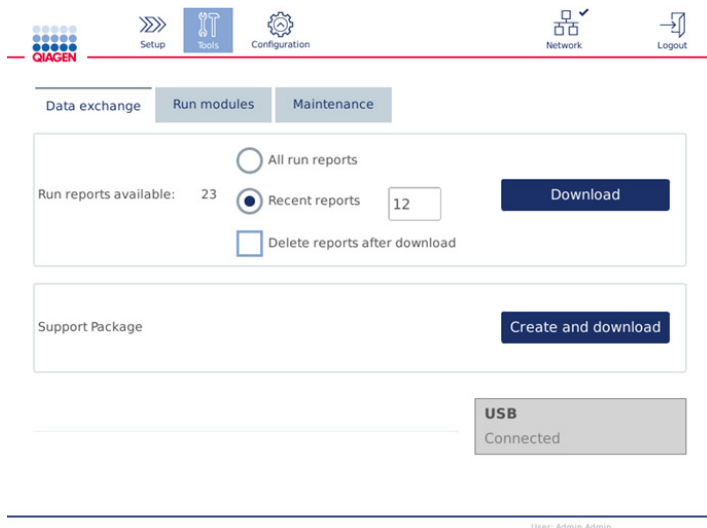 QIAGEN
Setup
Tools
Configuration
Network
Logout
Data exchange
Run modules
Maintenance
All run reports
Run reports available: 23
Recent reports 12
Download
Delete reports after download
Support Package
Create and download
USB
Connected
User: Admin Admin